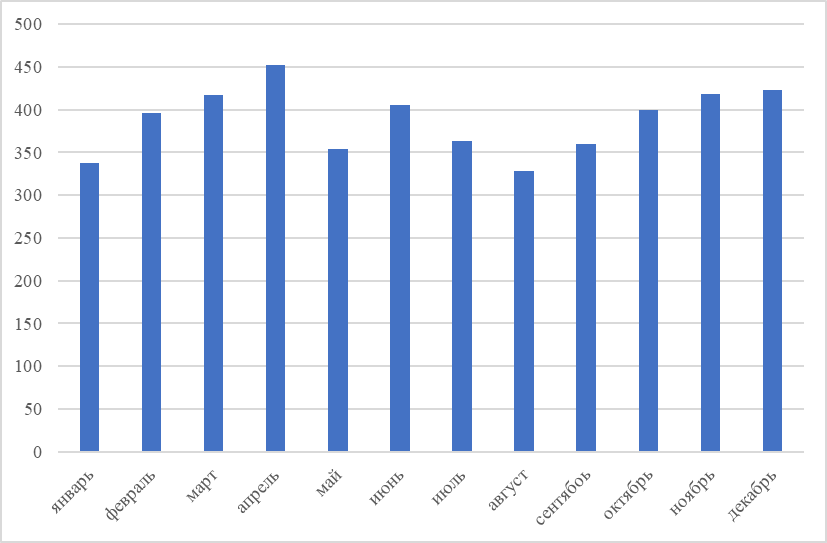 500
450
400
350
300
250
200
150
100
50
0
январь
февраль
март
апрель
май
июнь
июль
август
сентябоь
октябрь
ноябрь
декабрь